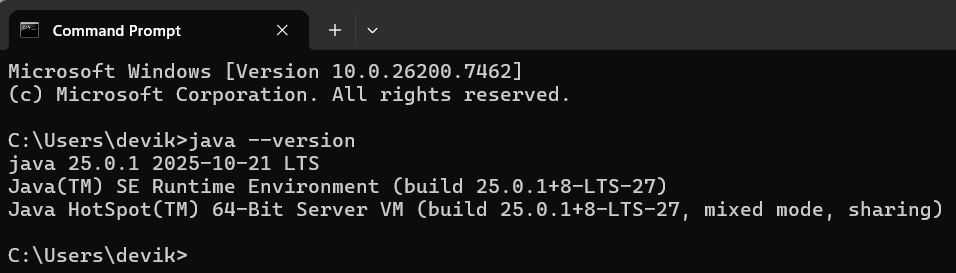 Command Prompt
Microsoft Windows [Version 10.0.26200.7462]
(c) Microsoft Corporation. All rights reserved.
C:\Users\devik>java --version
java 25.0.1 2025-10-21 LTS
Java(TM) SE Runtime Environment (build 25.0.1+8-LTS-27)
Java HotSpot(TM) 64-Bit Server VM (build 25.0.1+8-LTS-27, mixed mode, sharing)
C:\Users\devik>